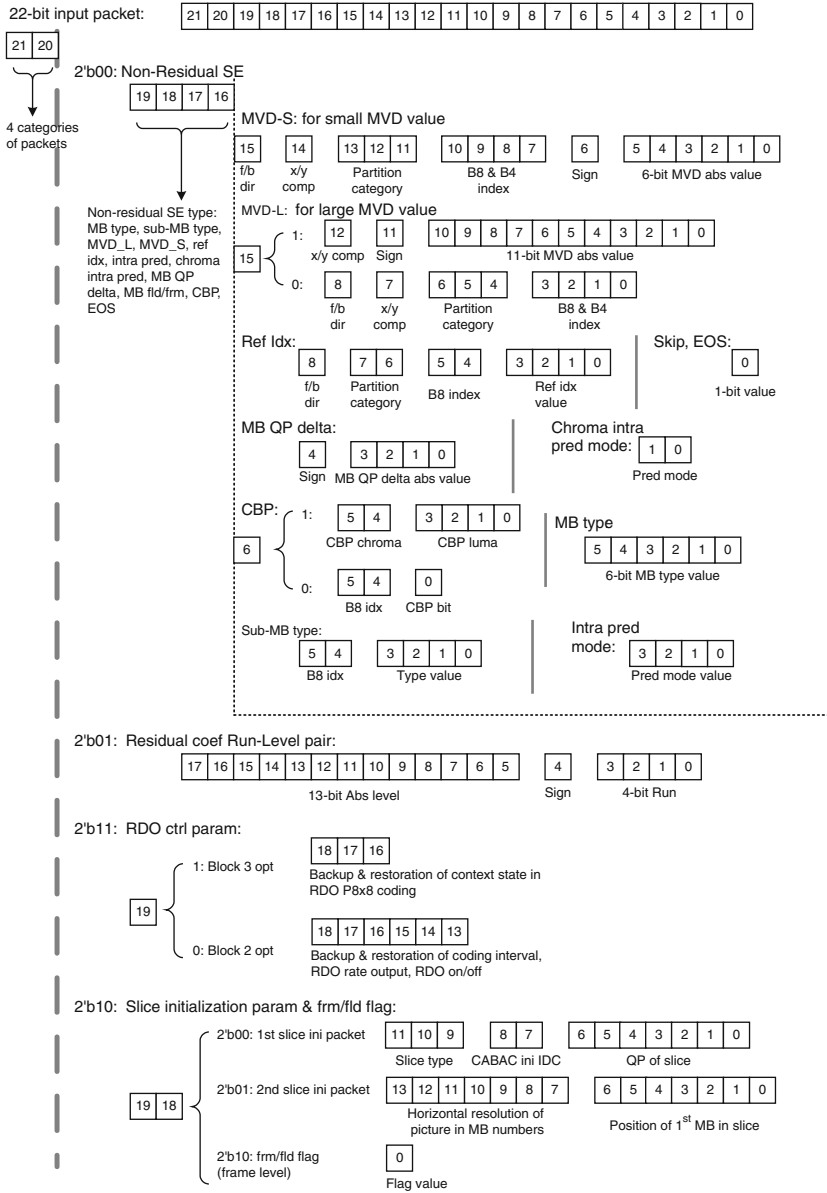 22-bit input packet: 21 20 19 18 17 16 15 14 13 12 11 10 9 8 7 6 5 4 3 2 1 0
21 20
4 categories
of packets
2'b00: Non-Residual SE
19 18 17 16
Non-residual SE type:
MB type, sub-MB type,
MVD_L, MVD_S, ref
idx, intra pred, chroma
intra pred, MB QP
delta, MB fld/frm, CBP,
EOS
MVD-S: for small MVD value
15 14 13 12 11 10 9 8 7 6 5 4 3 2 1 0
f/b
dir
x/y
comp
Partition
category
B8 & B4
index
Sign
6-bit MVD abs value
MVD-L: for large MVD value
15
1: 12 11 10 9 8 7 6 5 4 3 2 1 0
x/y comp Sign 11-bit MVD abs value
0: 8 7 6 5 4 3 2 1 0
f/b
dir
x/y
comp
Partition
category
B8 & B4
index
Ref Idx:
8 7 6 5 4 3 2 1 0
f/b
dir
Partition
category
B8 index
Ref idx
value
Skip, EOS:
0
1-bit value
MB QP delta:
4 3 2 1 0
Sign MB QP delta abs value
Chroma intra
pred mode: 1 0
Pred mode
CBP:
6
1: 5 4 3 2 1 0
CBP chroma CBP luma
0: 5 4 0
B8 idx CBP bit
MB type
5 4 3 2 1 0
6-bit MB type value
Sub-MB type:
5 4 3 2 1 0
B8 idx Type value
Intra pred
mode: 3 2 1 0
Pred mode value
2'b01: Residual coef Run-Level pair:
17 16 15 14 13 12 11 10 9 8 7 6 5 4 3 2 1 0
13-bit Abs level Sign 4-bit Run
2'b11: RDO ctrl param:
19
1: Block 3 opt 18 17 16
Backup & restoration of context state in
RDO P8x8 coding
0: Block 2 opt 18 17 16 15 14 13
Backup & restoration of coding interval,
RDO rate output, RDO on/off
2'b10: Slice initialization param & frm/fld flag:
19 18
2'b00: 1st slice ini packet 11 10 9 8 7 6 5 4 3 2 1 0
Slice type CABAC ini IDC QP of slice
2'b01: 2nd slice ini packet 13 12 11 10 9 8 7 6 5 4 3 2 1 0
Horizontal resolution of
picture in MB numbers
Position of 1st MB in slice
2'b10: frm/fld flag
(frame level)
0
Flag value